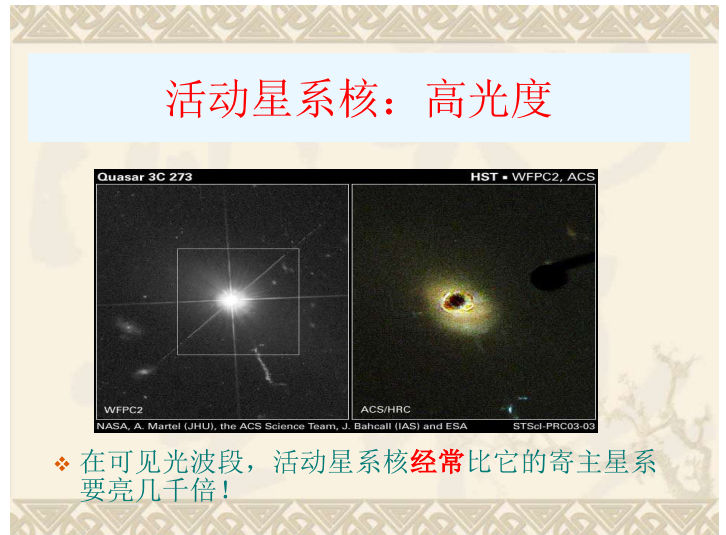 活动星系核：高光度
Quasar 3C 273
HST ▪ WFPC2, ACS
WFPC2
ACS/HRC
NASA, A. Martel (JHU), the ACS Science Team, J. Bahcall (IAS) and ESA
STScI-PRC03-03
在可见光波段，活动星系核经常比它的寄主星系
要亮几千倍！